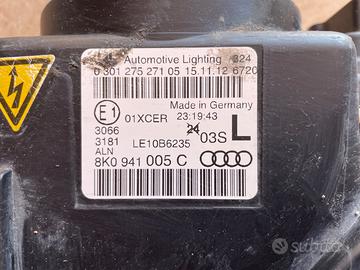 Automotive Lighting 824
0 301 275 271 05 15.11.12 6720
Made in Germany
E1 01XCER 23:19:43
3066 24 03S L
3181 LE10B6235
ALN
8K0 941 005 C
subito